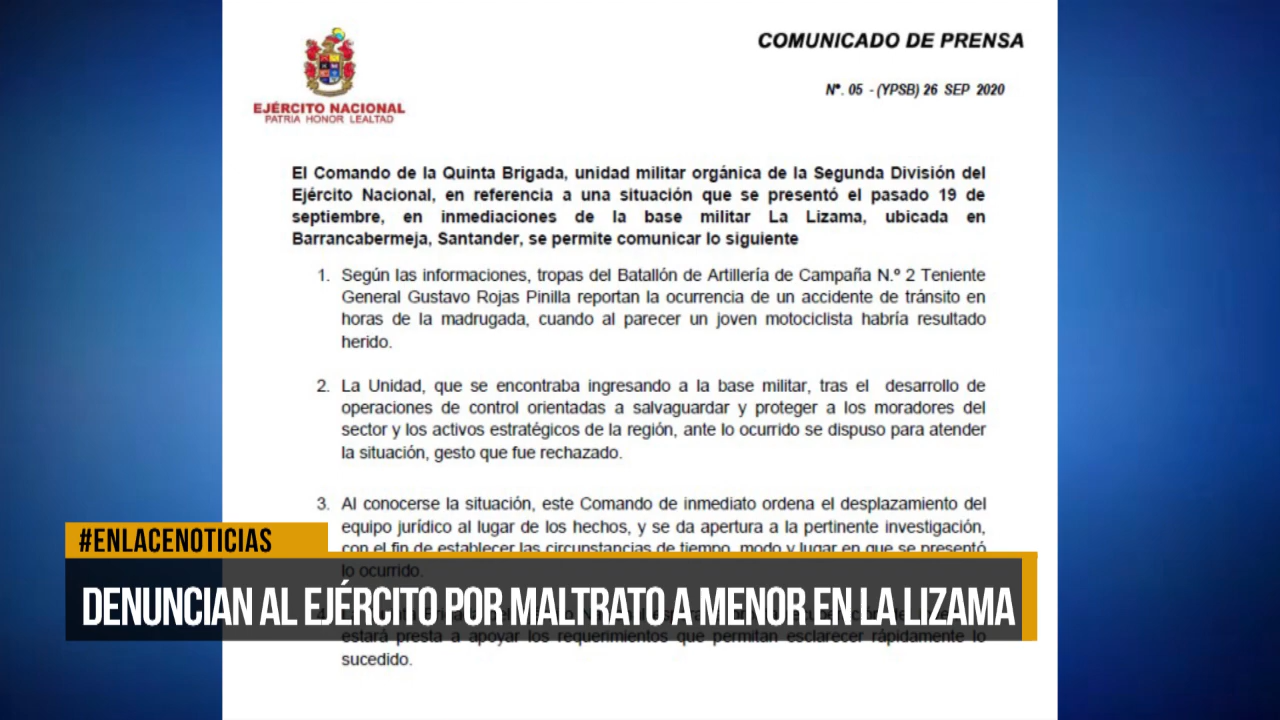 COMUNICADO DE PRENSA
Nº. 05 - (YPSB) 26 SEP 2020
EJÉRCITO NACIONAL
PATRIA HONOR LEALTAD
El Comando de la Quinta Brigada, unidad militar orgánica de la Segunda División del
Ejército Nacional, en referencia a una situación que se presentó el pasado 19 de
septiembre, en inmediaciones de la base militar La Lizama, ubicada en
Barrancabermeja, Santander, se permite comunicar lo siguiente
1. Según las informaciones, tropas del Batallón de Artillería de Campaña N.º 2 Teniente
General Gustavo Rojas Pinilla reportan la ocurrencia de un accidente de tránsito en
horas de la madrugada, cuando al parecer un joven motociclista habría resultado
herido.
2. La Unidad, que se encontraba ingresando a la base militar, tras el desarrollo de
operaciones de control orientadas a salvaguardar y proteger a los moradores del
sector y los activos estratégicos de la región, ante lo ocurrido se dispuso para atender
la situación, gesto que fue rechazado.
3. Al conocerse la situación, este Comando de inmediato ordena el desplazamiento del
equipo jurídico al lugar de los hechos, y se da apertura a la pertinente investigación,
con el fin de establecer las circunstancias de tiempo, modo y lugar en que se presentó
lo ocurrido.
#ENLACENOTICIAS
DENUNCIAN AL EJÉRCITO POR MALTRATO A MENOR EN LA LIZAMA
estará presta a apoyar los requerimientos que permitan esclarecer rápidamente lo
sucedido.